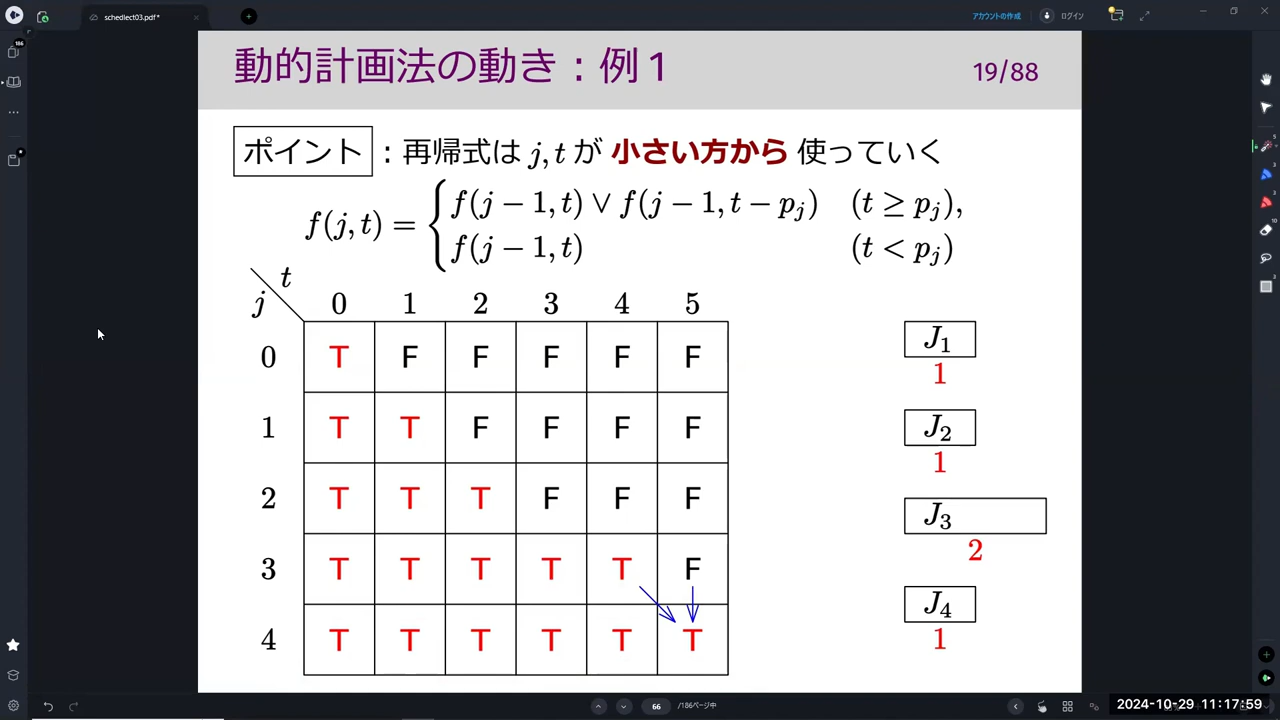 schedlect03.pdf*
アカウントの作成
ログイン
186
動的計画法の動き：例１
19/88
ポイント：再帰式は j, t が 小さい方から 使っていく
f(j, t) = { f(j − 1, t) ∨ f(j − 1, t − p_j) (t ≥ p_j),
f(j − 1, t) (t < p_j)
t
j 0 1 2 3 4 5
0 T F F F F F
1 T T F F F F
2 T T T F F F
3 T T T T T F
4 T T T T T T
J_1
1
J_2
1
J_3
2
J_4
1
66 /186ページ中
2024-10-29 11:17:59